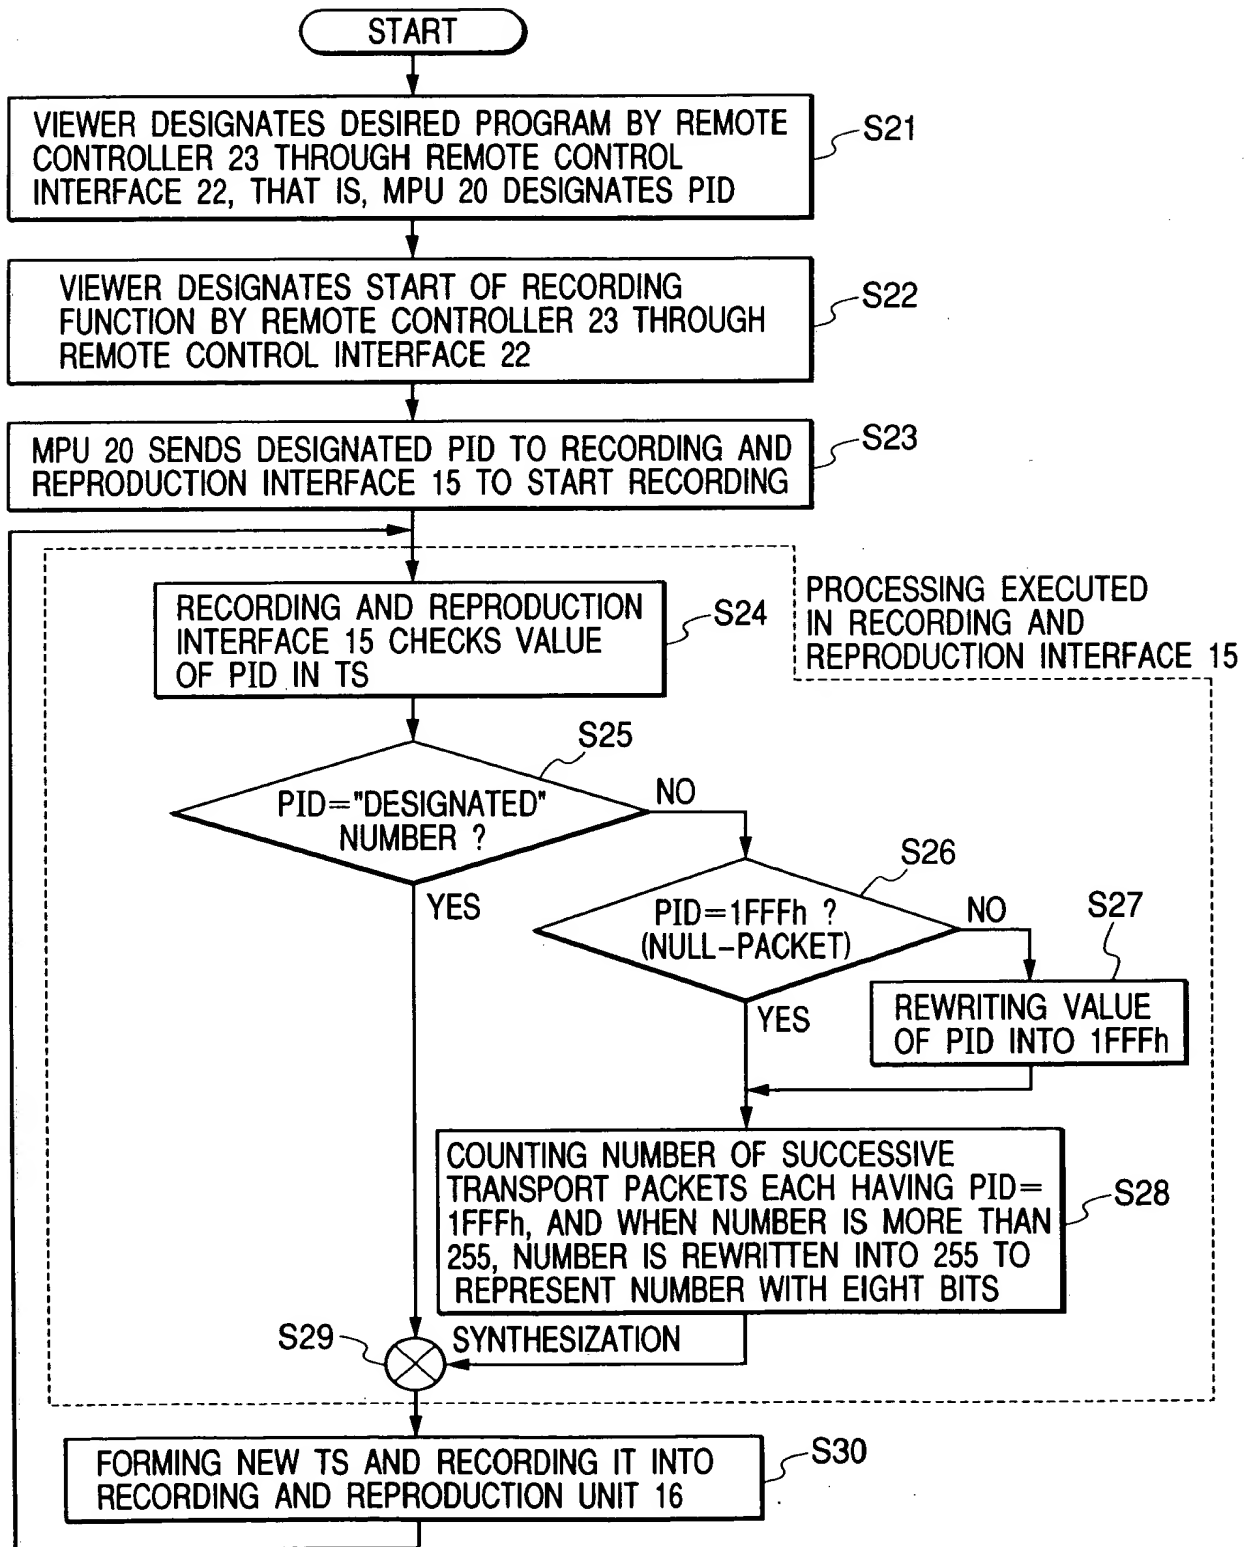 START
VIEWER DESIGNATES DESIRED PROGRAM BY REMOTE
CONTROLLER 23 THROUGH REMOTE CONTROL
INTERFACE 22, THAT IS, MPU 20 DESIGNATES PID
S21
VIEWER DESIGNATES START OF RECORDING
FUNCTION BY REMOTE CONTROLLER 23 THROUGH
REMOTE CONTROL INTERFACE 22
S22
MPU 20 SENDS DESIGNATED PID TO RECORDING AND
REPRODUCTION INTERFACE 15 TO START RECORDING
S23
PROCESSING EXECUTED
IN RECORDING AND
REPRODUCTION INTERFACE 15
RECORDING AND REPRODUCTION
INTERFACE 15 CHECKS VALUE
OF PID IN TS
S24
S25
PID="DESIGNATED"
NUMBER ?
NO
YES
S26
PID=1FFFh ?
(NULL-PACKET)
NO
YES
S27
REWRITING VALUE
OF PID INTO 1FFFh
COUNTING NUMBER OF SUCCESSIVE
TRANSPORT PACKETS EACH HAVING PID=
1FFFh, AND WHEN NUMBER IS MORE THAN
255, NUMBER IS REWRITTEN INTO 255 TO
REPRESENT NUMBER WITH EIGHT BITS
S28
S29
SYNTHESIZATION
FORMING NEW TS AND RECORDING IT INTO
RECORDING AND REPRODUCTION UNIT 16
S30